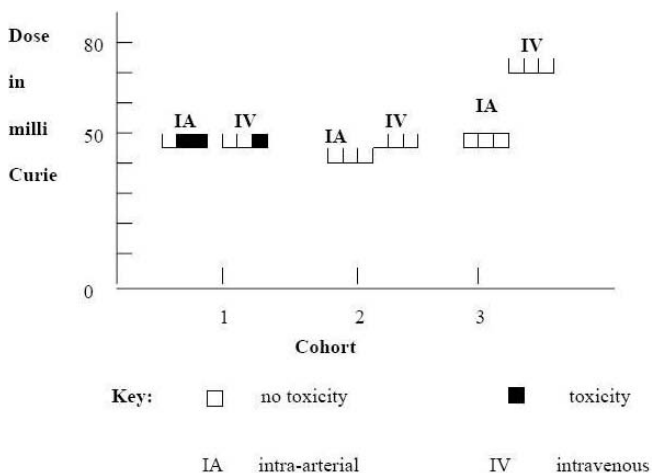 Dose
in
milli
Curie
80
50
0
IA
IV
IA
IV
IA
IV
1 2 3
Cohort
Key: no toxicity toxicity
IA intra-arterial IV intravenous